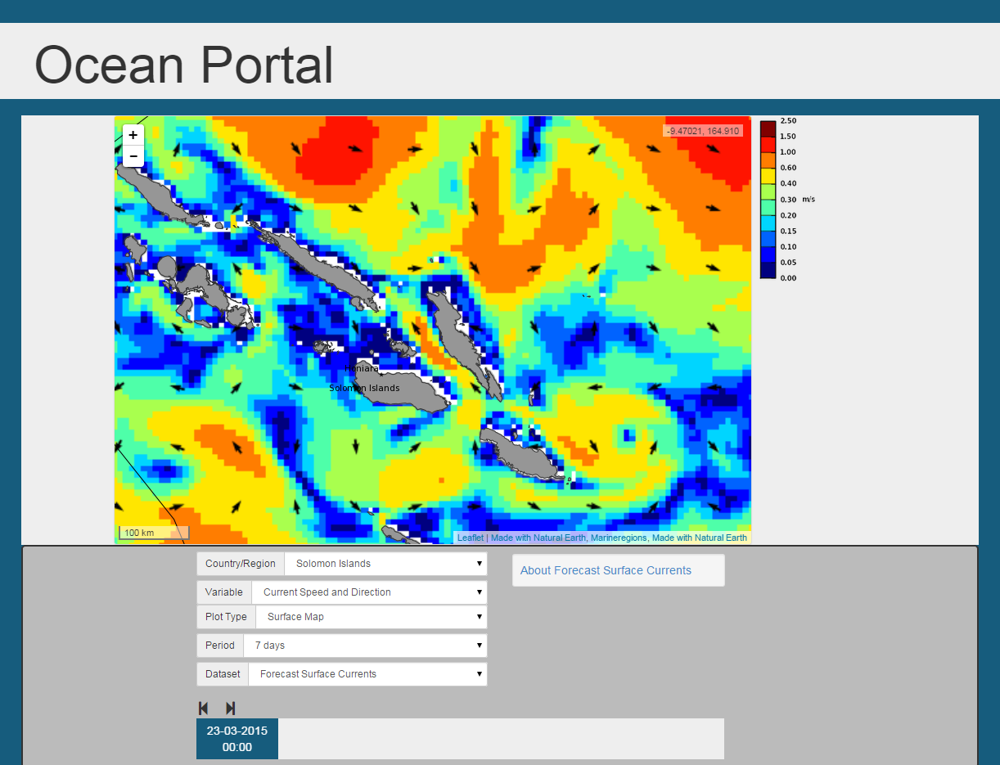 Ocean Portal
+
−
-9.47021, 164.910
2.50
1.50
1.00
0.60
0.40
0.30 m/s
0.20
0.15
0.10
0.05
0.00
Honiara
Solomon Islands
100 km
Leaflet | Made with Natural Earth, Marineregions, Made with Natural Earth
Country/Region Solomon Islands
About Forecast Surface Currents
Variable Current Speed and Direction
Plot Type Surface Map
Period 7 days
Dataset Forecast Surface Currents
23-03-2015
00:00